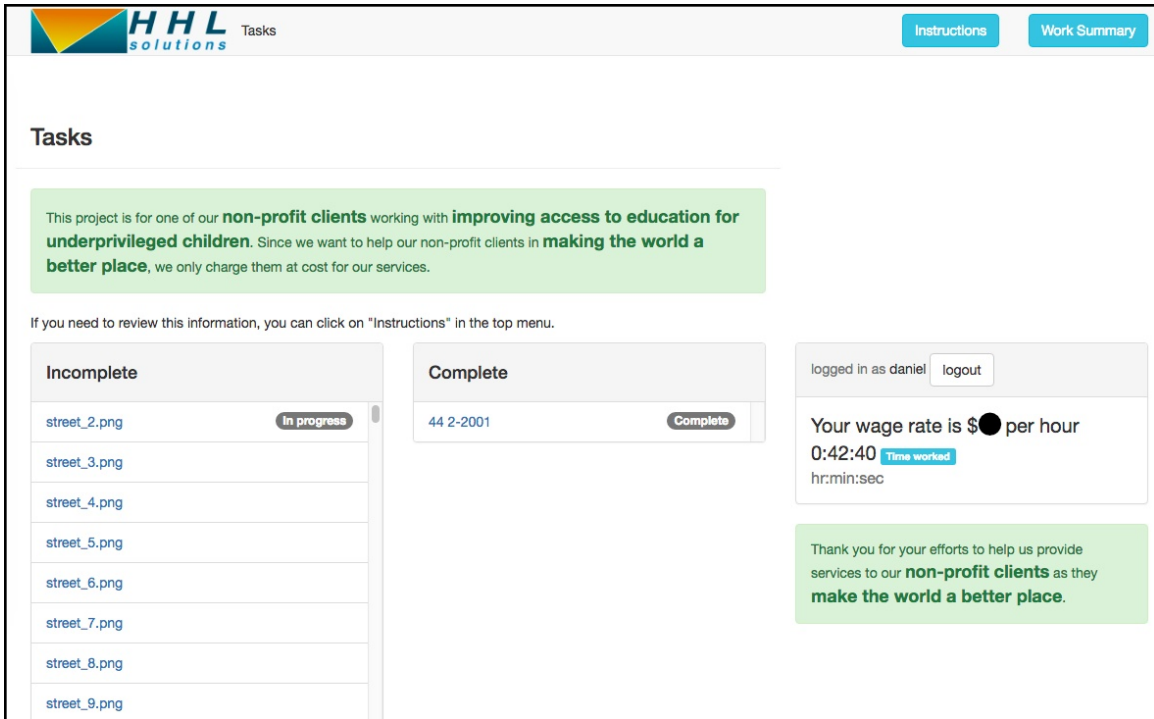 HHL
solutions
Tasks
Instructions
Work Summary
Tasks
This project is for one of our non-profit clients working with improving access to education for
underprivileged children. Since we want to help our non-profit clients in making the world a
better place, we only charge them at cost for our services.
If you need to review this information, you can click on "Instructions" in the top menu.
Incomplete
street_2.png In progress
street_3.png
street_4.png
street_5.png
street_6.png
street_7.png
street_8.png
street_9.png
Complete
44 2-2001 Complete
logged in as daniel logout
Your wage rate is $ per hour
0:42:40 Time worked
hr:min:sec
Thank you for your efforts to help us provide
services to our non-profit clients as they
make the world a better place.